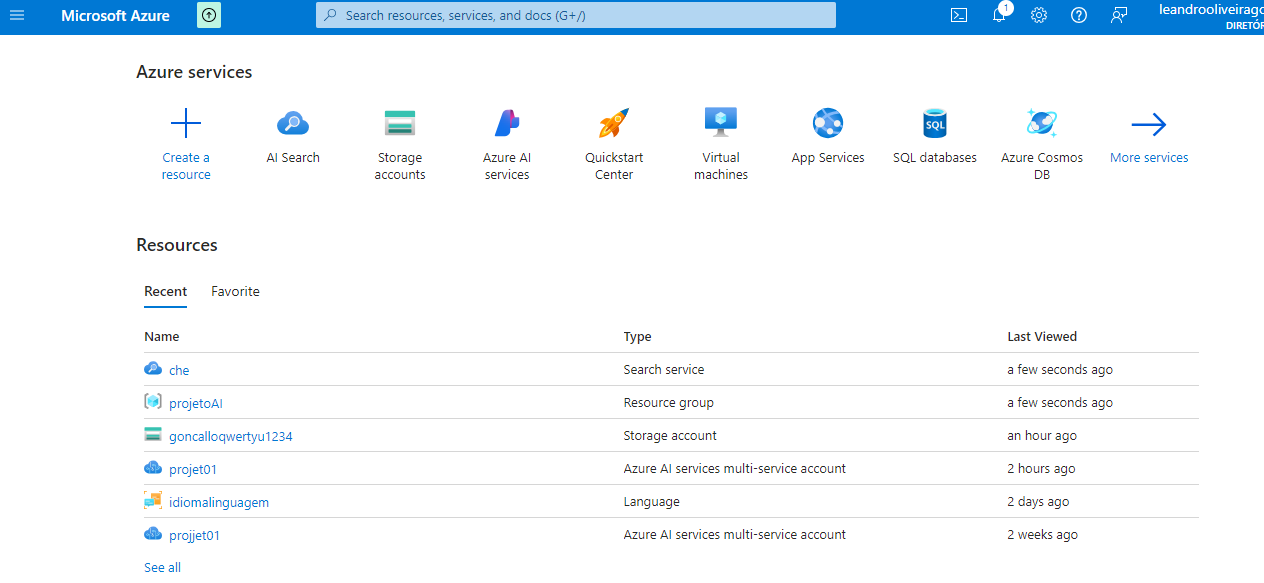 Microsoft Azure
Search resources, services, and docs (G+/)
1
leandrooliveirago
DIRETÓR
Azure services
Create a resource
AI Search
Storage accounts
Azure AI services
Quickstart Center
Virtual machines
App Services
SQL
SQL databases
Azure Cosmos DB
More services
Resources
Recent Favorite
Name Type Last Viewed
che Search service a few seconds ago
projetoAI Resource group a few seconds ago
goncalloqwertyu1234 Storage account an hour ago
projet01 Azure AI services multi-service account 2 hours ago
idiomalinguagem Language 2 days ago
projjet01 Azure AI services multi-service account 2 weeks ago
See all